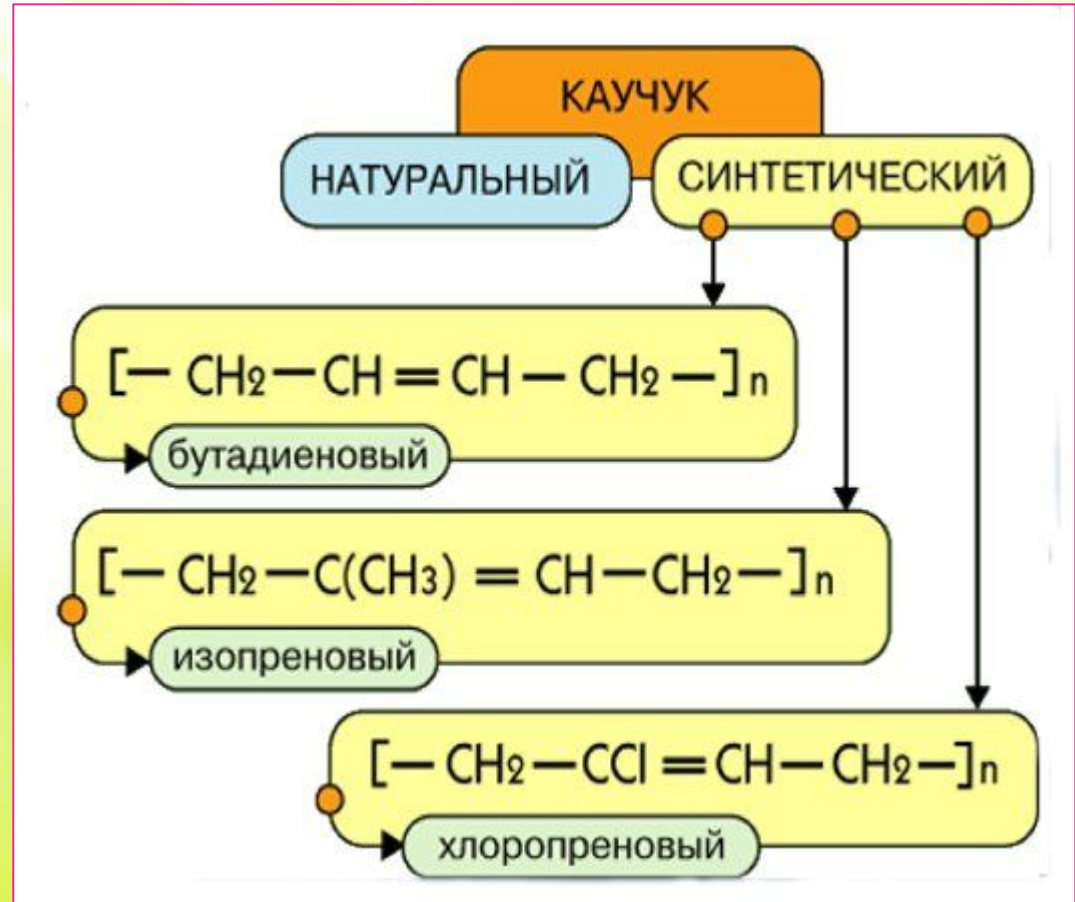 КАУЧУК
НАТУРАЛЬНЫЙ
СИНТЕТИЧЕСКИЙ
[— CH2—CH=CH—CH2—]n
бутадиеновый
[— CH2—C(CH3)=CH—CH2—]n
изопреновый
[— CH2—CCl=CH—CH2—]n
хлоропреновый